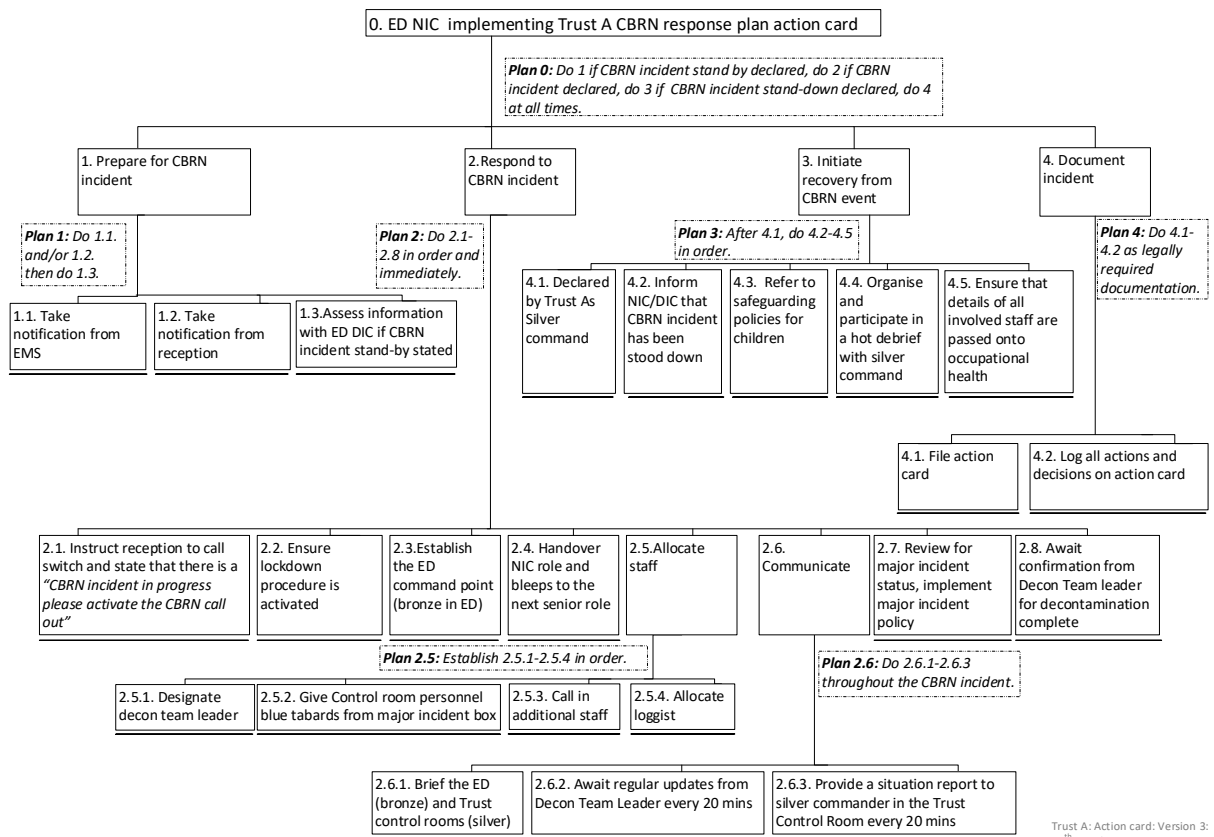 0. ED NIC implementing Trust A CBRN response plan action card
Plan 0: Do 1 if CBRN incident stand by declared, do 2 if CBRN
incident declared, do 3 if CBRN incident stand-down declared, do 4
at all times.
1. Prepare for CBRN
incident
2.Respond to
CBRN incident
3. Initiate
recovery from
CBRN event
4. Document
incident
Plan 1: Do 1.1.
and/or 1.2.
then do 1.3.
Plan 2: Do 2.1-
2.8 in order and
immediately.
Plan 3: After 4.1, do 4.2-4.5
in order.
Plan 4: Do 4.1-
4.2 as legally
required
documentation.
1.1. Take
notification from
EMS
1.2. Take
notification from
reception
1.3.Assess information
with ED DIC if CBRN
incident stand-by stated
4.1. Declared
by Trust As
Silver
command
4.2. Inform
NIC/DIC that
CBRN incident
has been
stood down
4.3. Refer to
safeguarding
policies for
children
4.4.
Organise and
participate in
a hot debrief
with silver
command
4.5. Ensure that
details of all
involved staff are
passed onto
occupational
health
4.1. File action
card
4.2. Log all actions and
decisions on action card
2.1. Instruct reception to call
switch and state that there is a
“CBRN incident in progress
please activate the CBRN call
out”
2.2. Ensure
lockdown
procedure is
activated
2.3.Establish
the ED
command point
(bronze in ED)
2.4. Handover
NIC role and
bleeps to the
next senior role
2.5.Allocate
staff
2.6.
Communicate
2.7. Review for
major incident
status, implement
major incident
policy
2.8. Await
confirmation from
Decon Team leader
for decontamination
complete
Plan 2.5: Establish 2.5.1-2.5.4 in order.
Plan 2.6: Do 2.6.1-2.6.3
throughout the CBRN incident.
2.5.1. Designate
decon team leader
2.5.2. Give Control room personnel
blue tabards from major incident box
2.5.3. Call in
additional staff
2.5.4. Allocate
loggist
2.6.1. Brief the ED
(bronze) and Trust
control rooms (silver)
2.6.2. Await regular updates from
Decon Team Leader every 20 mins
2.6.3. Provide a situation report to
silver commander in the Trust
Control Room every 20 mins
Trust A: Action card: Version 3:
th